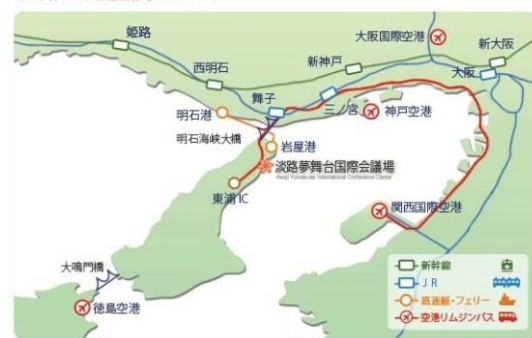 姫路
大阪国際空港
新大阪
西明石
新神戸
大阪
舞子
三ノ宮
明石港
神戸空港
明石海峡大橋
岩屋港
淡路夢舞台国際会議場
Awaji Yumebutai International Conference Center
東浦IC
関西国際空港
大鳴門橋
徳島空港
新幹線
JR
高速艇・フェリー
空港リムジンバス